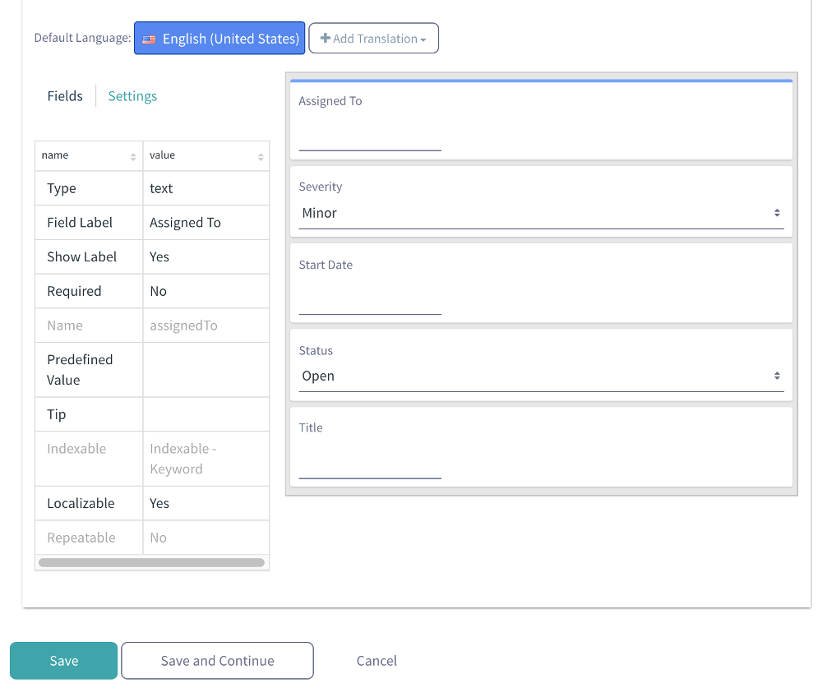 Default Language: English (United States) Add Translation
Fields Settings
name value
Type text
Field Label Assigned To
Show Label Yes
Required No
Name assignedTo
Predefined
Value
Tip
Indexable Indexable -
Keyword
Localizable Yes
Repeatable No
Assigned To
Severity
Minor
Start Date
Status
Open
Title
Save Save and Continue Cancel